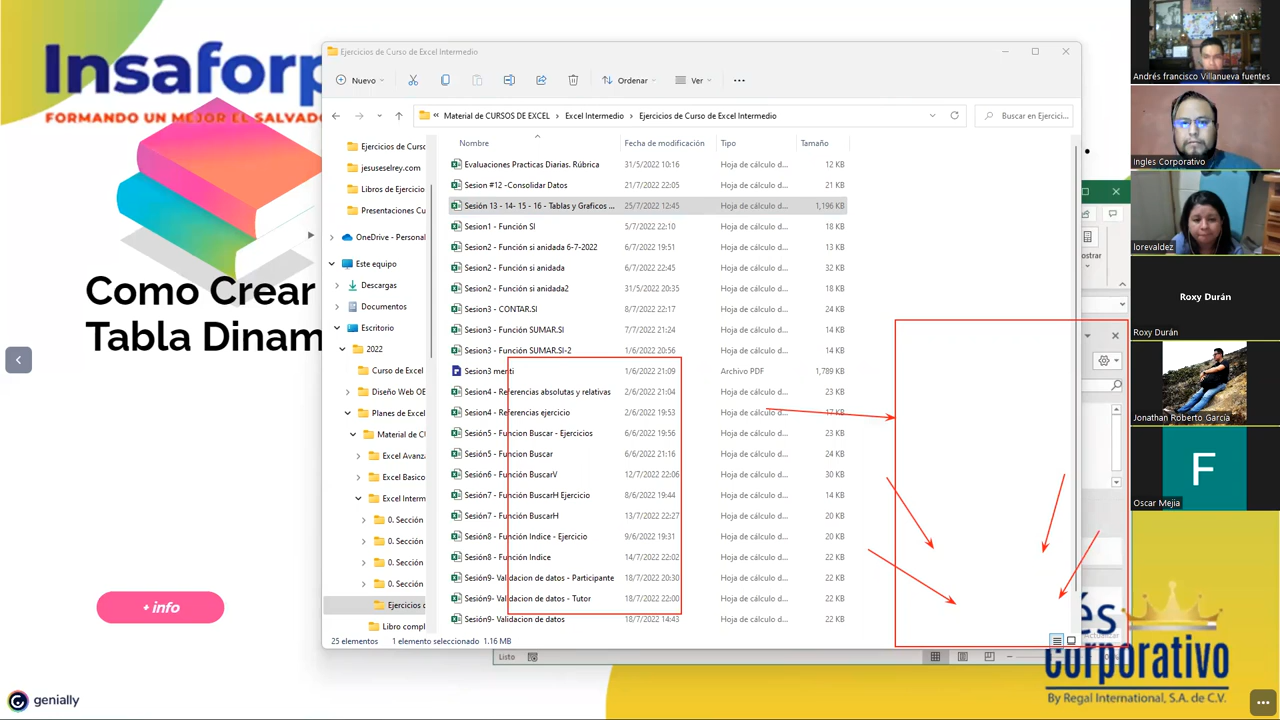 Insaforp
FORMANDO UN MEJOR EL SALVADO
Como Crear
Tabla Dinam
+ info
genially
Ejercicios de Curso de Excel Intermedio
Nuevo
Ordenar
Ver
Material de CURSOS DE EXCEL
Excel Intermedio
Ejercicios de Curso de Excel Intermedio
Buscar en Ejercici...
Ejercicios de Curso
jesuseselrey.com
Libros de Ejercicio
Presentaciones Cu
OneDrive - Personal
Este equipo
Descargas
Documentos
Escritorio
2022
Curso de Excel
Diseño Web OE
Planes de Excel
Material de CU
Excel Avanz
Excel Basico
Excel Interm
0. Sección
0. Sección
0. Sección
0. Sección
Ejercicios d
Libro compl
Nombre Fecha de modificación Tipo Tamaño
Evaluaciones Practicas Diarias. Rúbrica 31/5/2022 10:16 Hoja de cálculo d... 12 KB
Sesion #12 -Consolidar Datos 21/7/2022 22:05 Hoja de cálculo d... 21 KB
Sesión 13 - 14- 15 - 16 - Tablas y Graficos ... 25/7/2022 12:45 Hoja de cálculo d... 1,196 KB
Sesion1 - Función SI 5/7/2022 22:10 Hoja de cálculo d... 18 KB
Sesion2 - Función si anidada 6-7-2022 6/7/2022 19:51 Hoja de cálculo d... 13 KB
Sesion2 - Función si anidada 6/7/2022 22:45 Hoja de cálculo d... 32 KB
Sesion2 - Función si anidada2 31/5/2022 20:35 Hoja de cálculo d... 18 KB
Sesion3 - CONTAR.SI 8/7/2022 22:17 Hoja de cálculo d... 24 KB
Sesion3 - Función SUMAR.SI 7/7/2022 21:24 Hoja de cálculo d... 14 KB
Sesion3 - Función SUMAR.SI-2 1/6/2022 20:56 Hoja de cálculo d... 14 KB
Sesion3 menti 1/6/2022 21:09 Archivo PDF 1,789 KB
Sesion4 - Referencias absolutas y relativas 2/6/2022 21:04 Hoja de cálculo d... 23 KB
Sesion4 - Referencias ejercicio 2/6/2022 19:53 Hoja de cálculo d... 17 KB
Sesión5 - Funcion Buscar - Ejercicios 6/6/2022 19:56 Hoja de cálculo d... 23 KB
Sesión5 - Funcion Buscar 6/6/2022 21:16 Hoja de cálculo d... 24 KB
Sesión6 - Función BuscarV 12/7/2022 22:06 Hoja de cálculo d... 30 KB
Sesión7 - Función BuscarH Ejercicio 8/6/2022 19:44 Hoja de cálculo d... 14 KB
Sesión7 - Función BuscarH 13/7/2022 22:27 Hoja de cálculo d... 20 KB
Sesión8 - Función Indice - Ejercicio 9/6/2022 19:31 Hoja de cálculo d... 20 KB
Sesión8 - Función Indice 14/7/2022 22:02 Hoja de cálculo d... 22 KB
Sesión9- Validacion de datos - Participante 18/7/2022 20:30 Hoja de cálculo d... 22 KB
Sesión9- Validacion de datos - Tutor 18/7/2022 22:00 Hoja de cálculo d... 22 KB
Sesión9- Validacion de datos 18/7/2022 14:43 Hoja de cálculo d... 22 KB
25 elementos 1 elemento seleccionado 1.16 MB
Listo
ostrar
Actualizar
és
corporativo
By Regal International, S.A. de C.V.
Andrés francisco Villanueva fuentes
Ingles Corporativo
lorevaldez
Roxy Durán
Roxy Durán
Jonathan Roberto García
F
Oscar Mejia